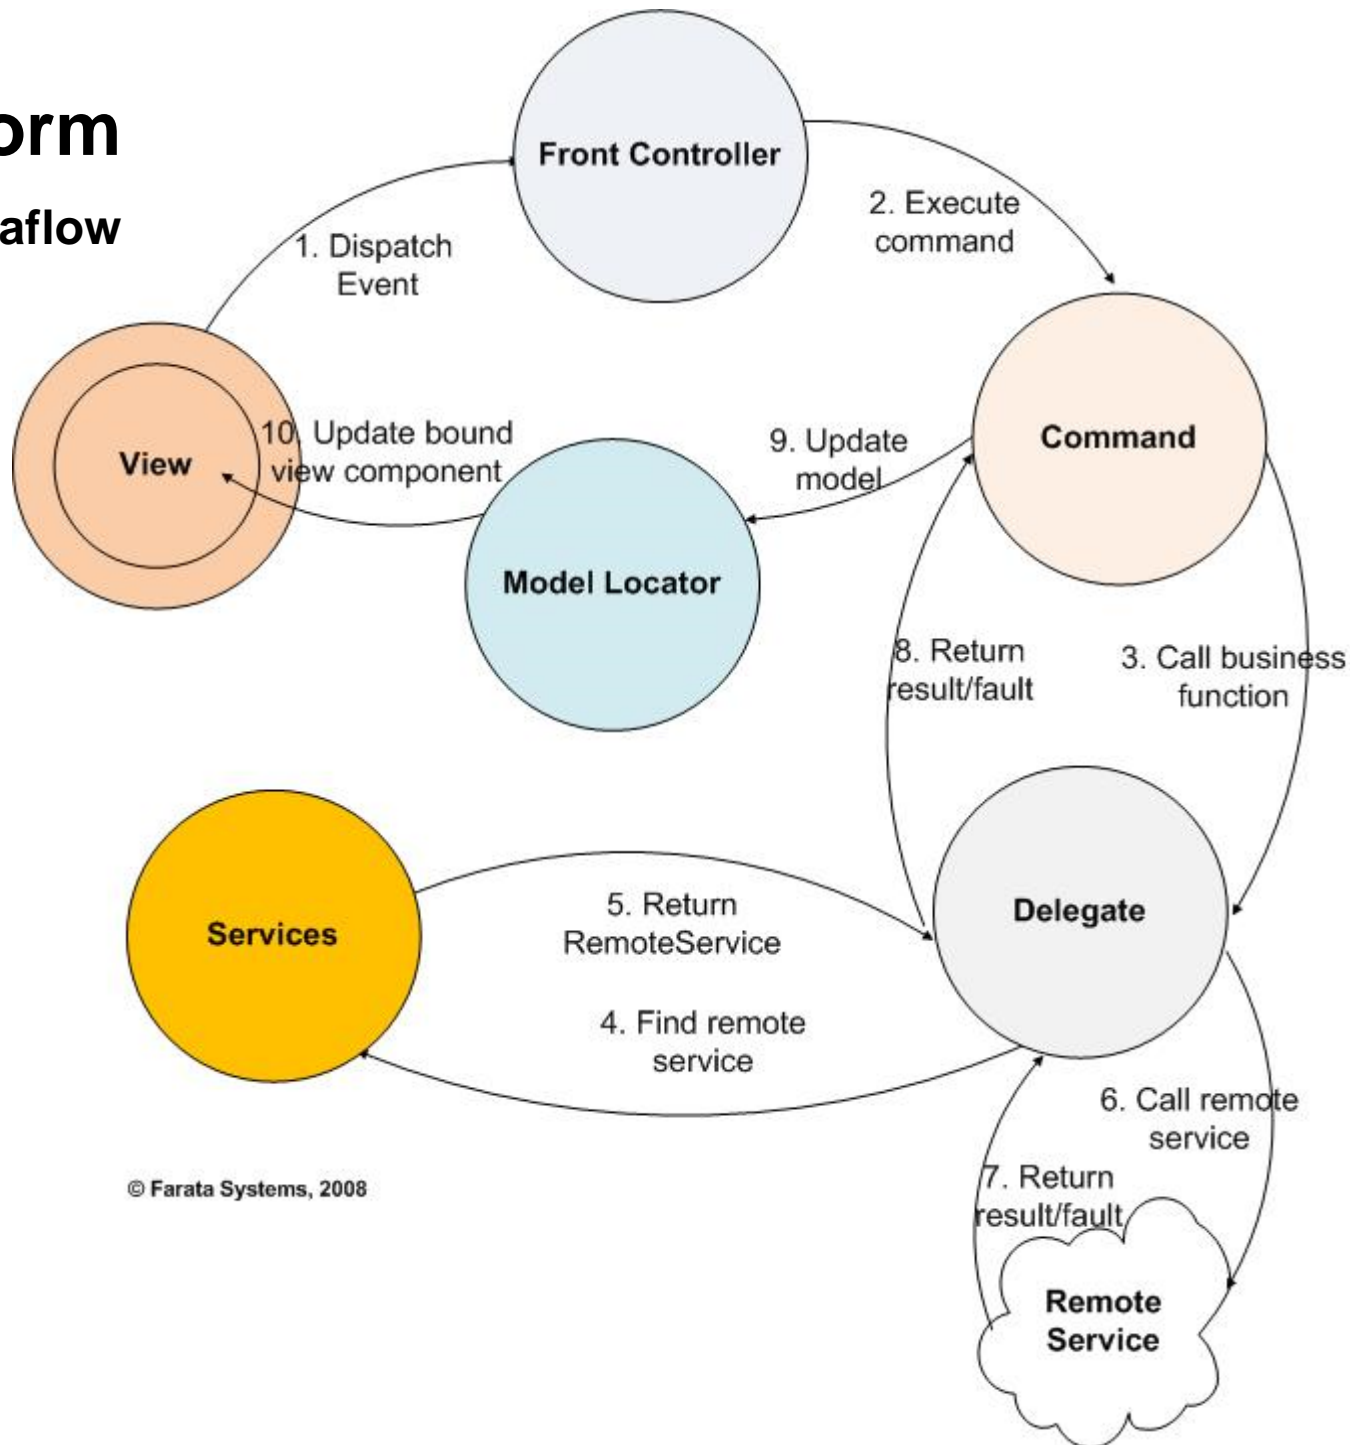 orm
aflow
Front Controller
2. Execute
command
1. Dispatch
Event
View
10. Update bound
view component
9. Update
model
Command
Model Locator
8. Return
result/fault
3. Call business
function
Services
5. Return
RemoteService
Delegate
4. Find remote
service
6. Call remote
service
7. Return
result/fault
© Farata Systems, 2008
Remote
Service